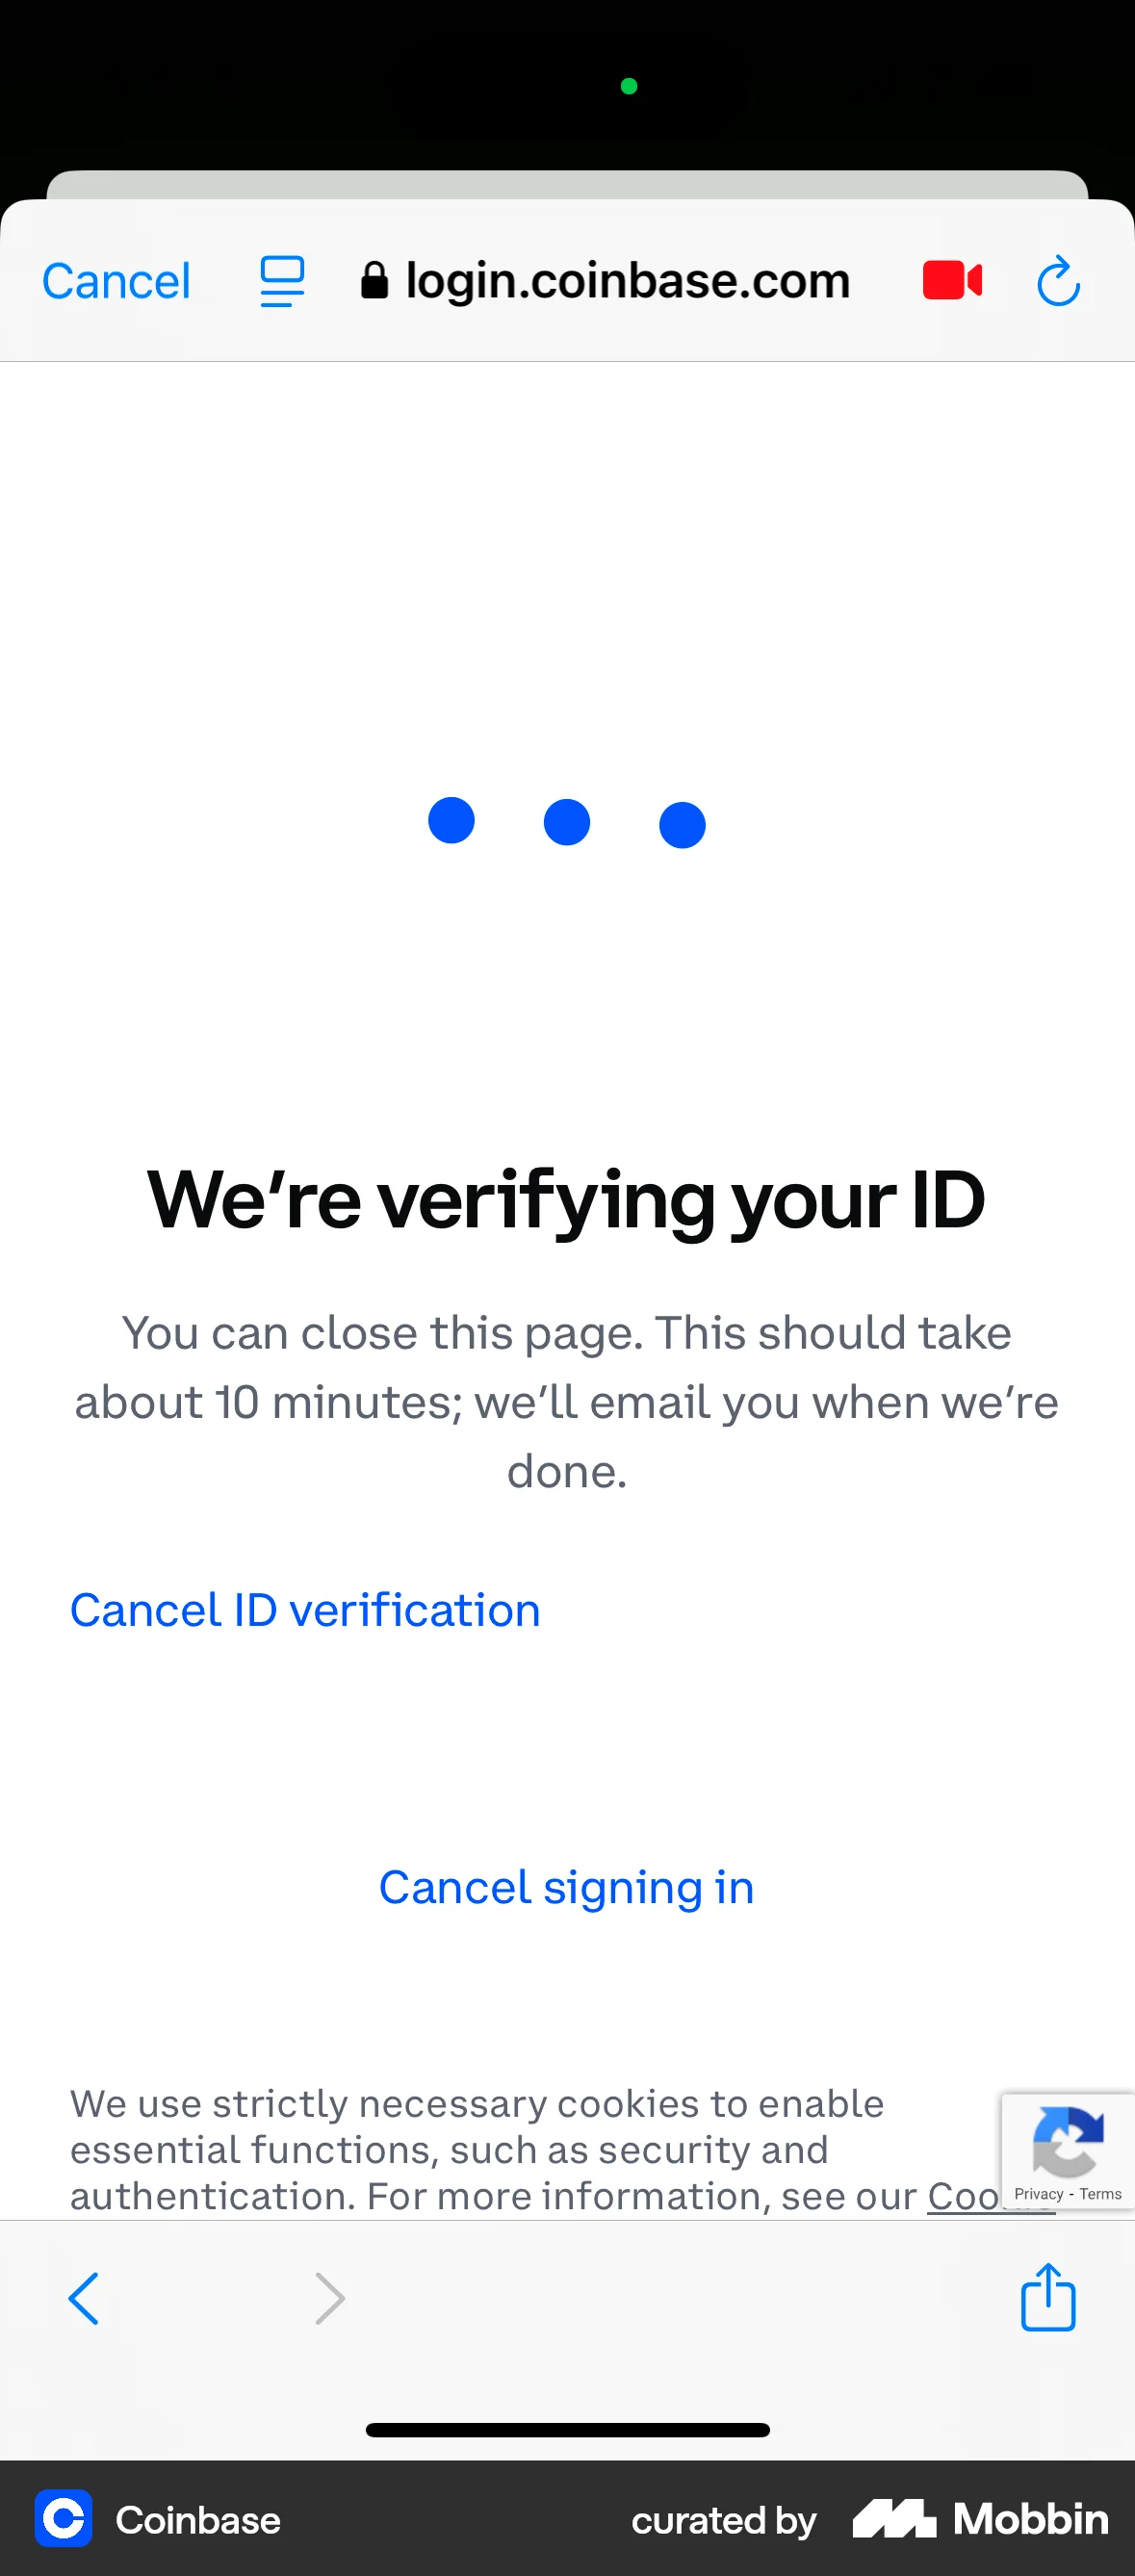 Cancel login.coinbase.com
We’re verifying your ID
You can close this page. This should take
about 10 minutes; we’ll email you when we’re
done.
Cancel ID verification
Cancel signing in
We use strictly necessary cookies to enable
essential functions, such as security and
authentication. For more information, see our
Privacy - Terms
Coinbase curated by Mobbin